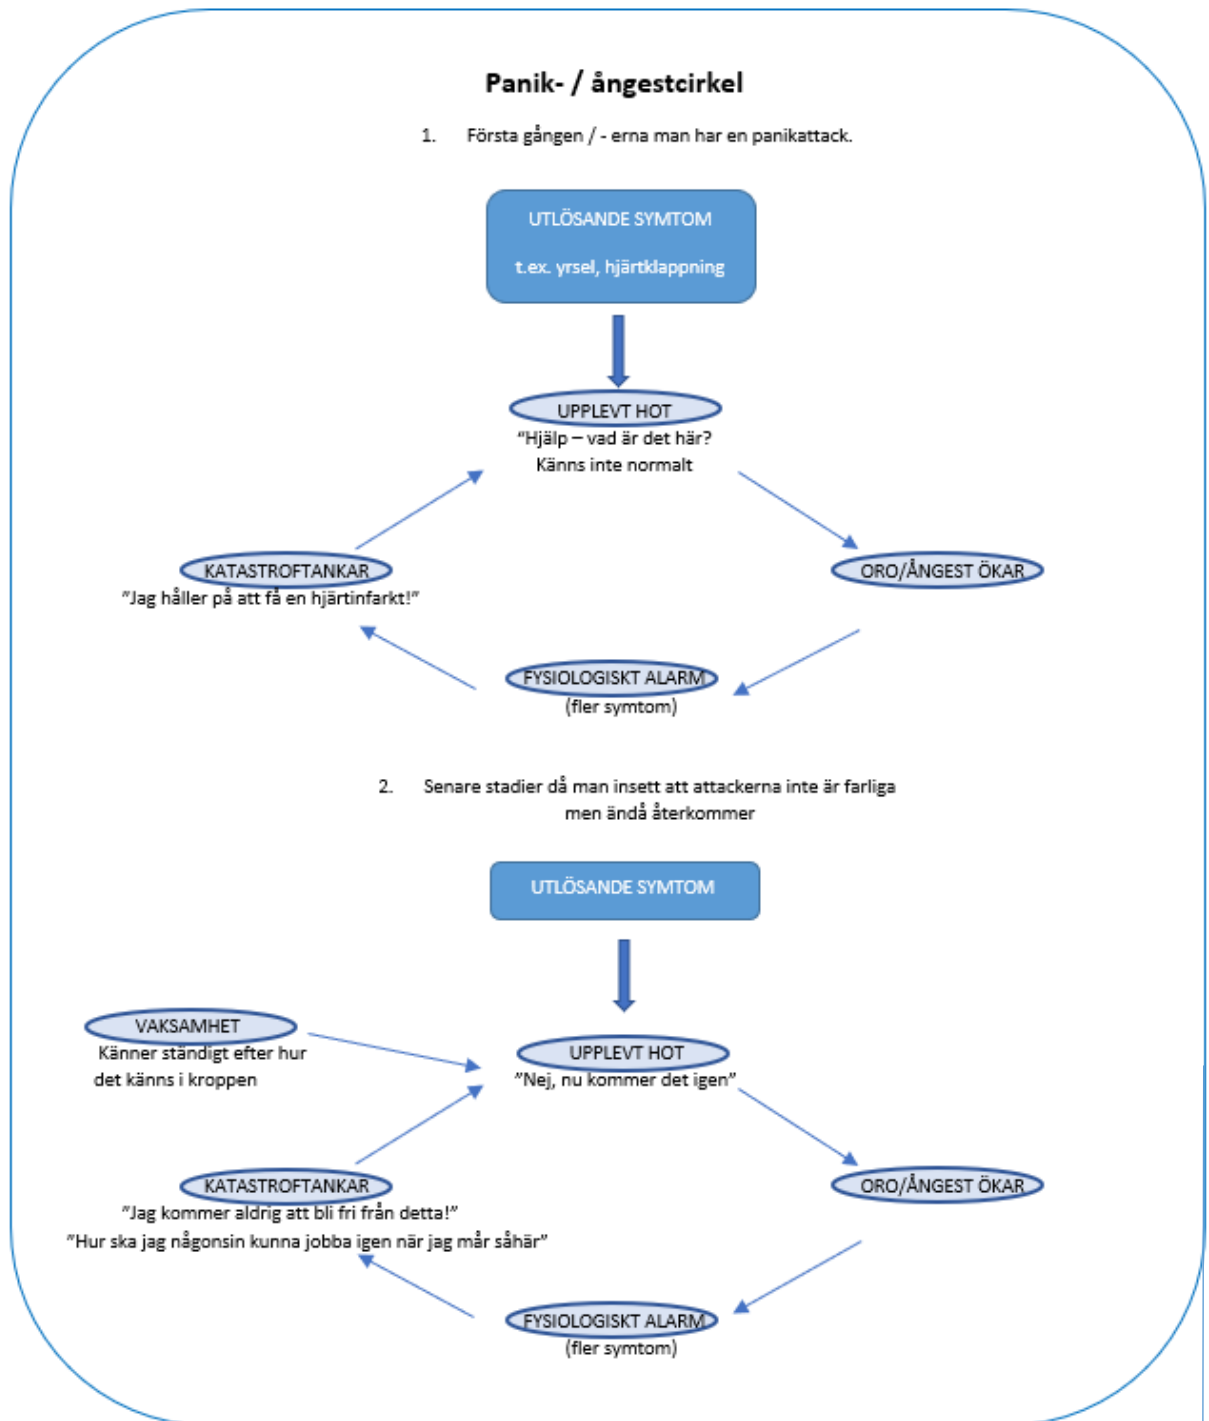 Panik- / ångestcirkel
1. Första gången / - erna man har en panikattack.
UTLÖSANDE SYMTOM
t.ex. yrsel, hjärtklappning
UPPLEVT HOT
”Hjälp – vad är det här?
Känns inte normalt
KATASTROFTANKAR
”Jag håller på att få en hjärtinfarkt!”
ORO/ÅNGEST ÖKAR
FYSIOLOGISKT ALARM
(fler symtom)
2. Senare stadier då man insett att attackerna inte är farliga
men ändå återkommer
UTLÖSANDE SYMTOM
VAKSAMHET
Känner ständigt efter hur
det känns i kroppen
UPPLEVT HOT
”Nej, nu kommer det igen”
KATASTROFTANKAR
”Jag kommer aldrig att bli fri från detta!”
”Hur ska jag någonsin kunna jobba igen när jag mår såhär”
ORO/ÅNGEST ÖKAR
FYSIOLOGISKT ALARM
(fler symtom)